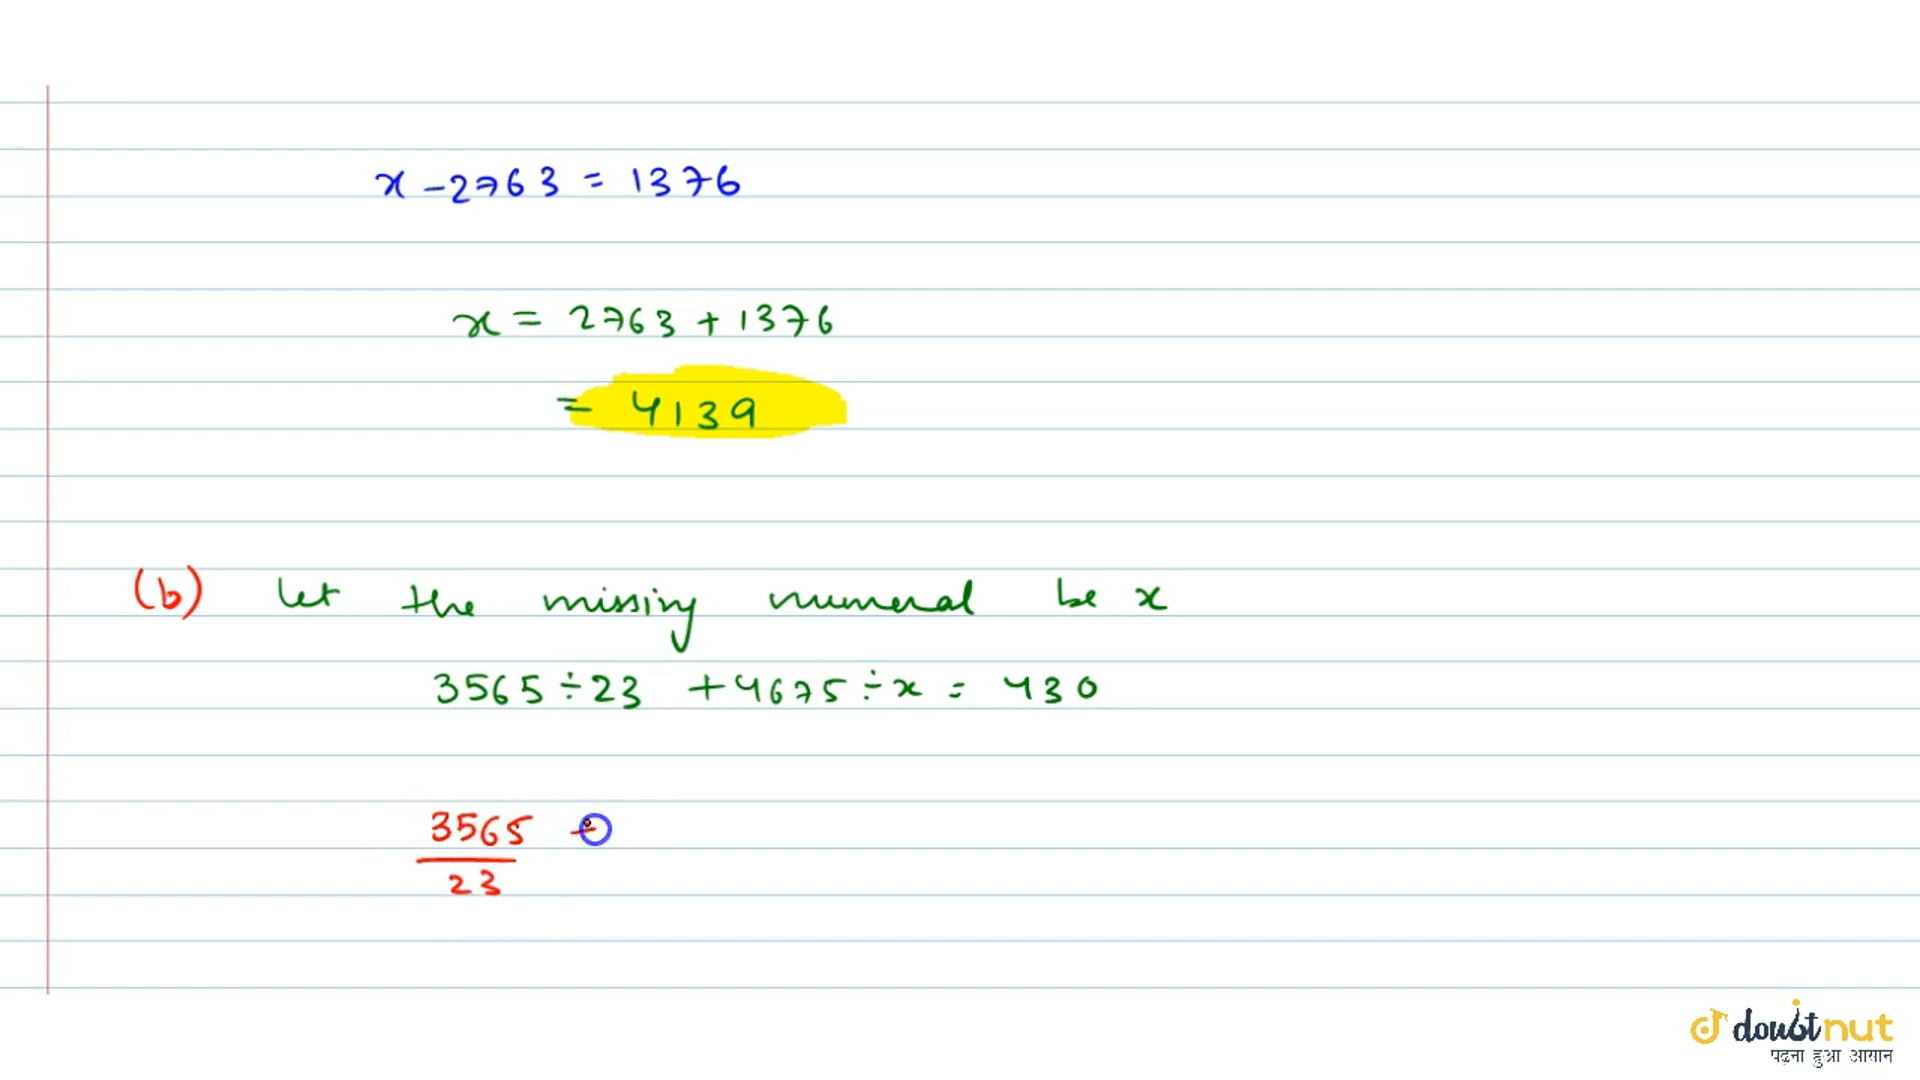 x - 2763 = 1376
x = 2763 + 1376
= 4139
(b) let the missing numeral be x
3565 ÷ 23 + 4675 ÷ x = 430
3565 +
23
doubtnut
पढ़ना हुआ आसान